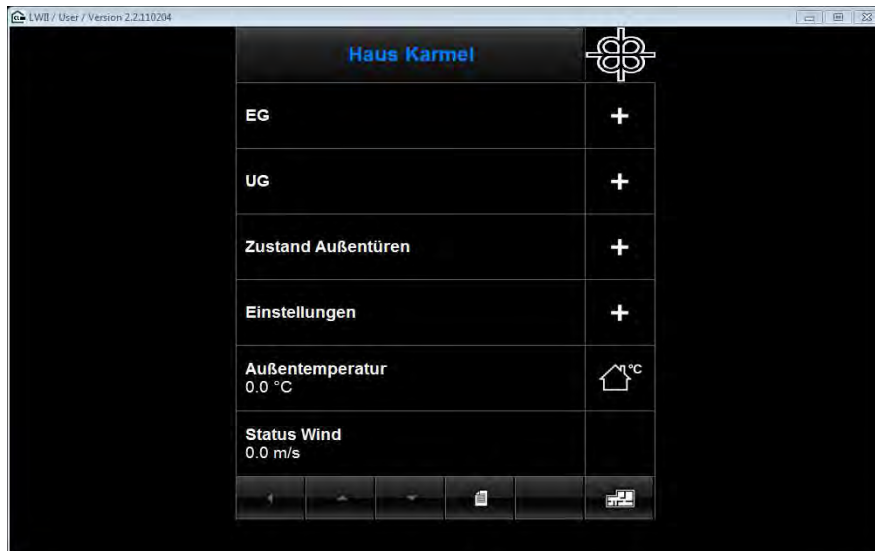 LWII / User / Version 2.2.110204
Haus Karmel
EG
UG
Zustand Außentüren
Einstellungen
Außentemperatur
0.0 °C
°C
Status Wind
0.0 m/s